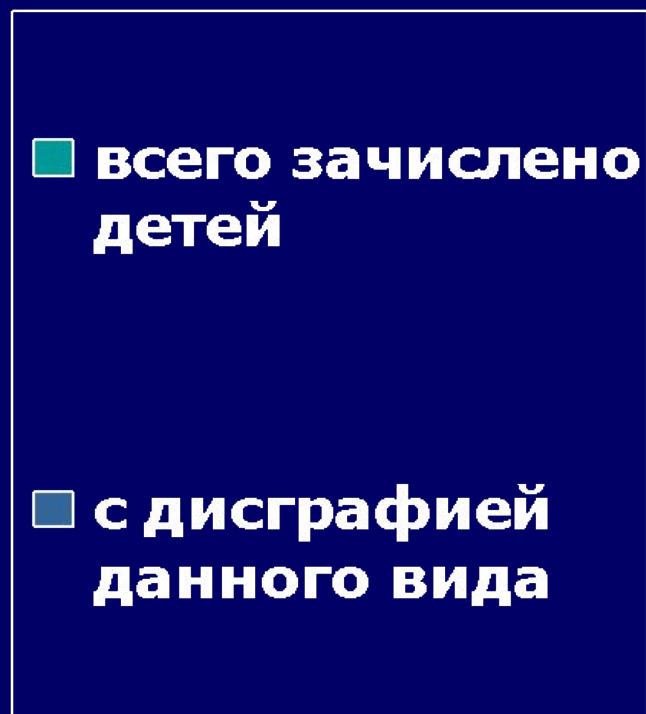 всего зачислено
детей
с дисграфией
данного вида